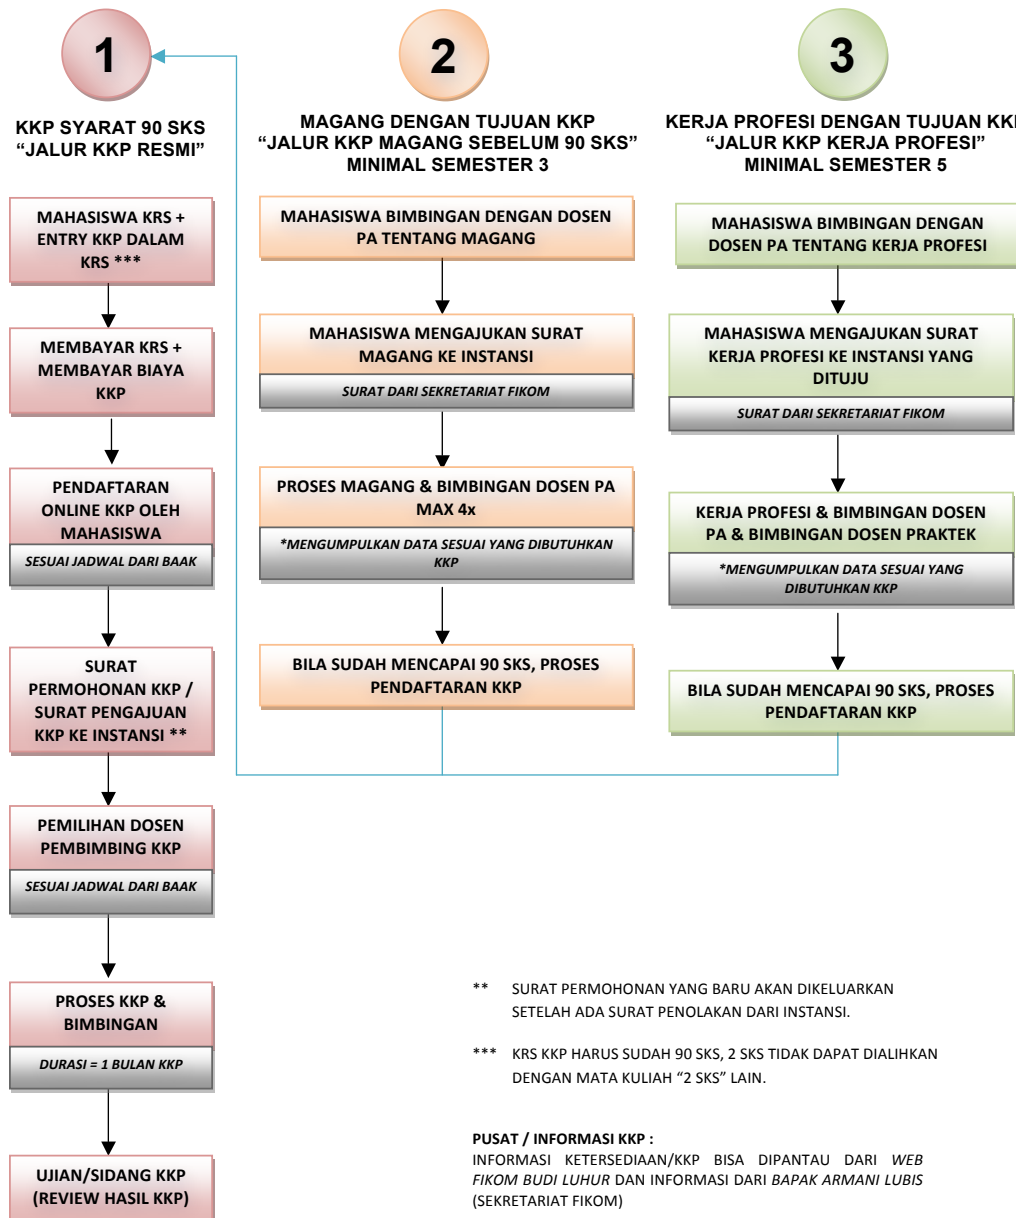 1
KKP SYARAT 90 SKS
“JALUR KKP RESMI”
MAHASISWA KRS +
ENTRY KKP DALAM
KRS ***
MEMBAYAR KRS +
MEMBAYAR BIAYA
KKP
PENDAFTARAN
ONLINE KKP OLEH
MAHASISWA
SESUAI JADWAL DARI BAAK
SURAT
PERMOHONAN KKP /
SURAT PENGAJUAN
KKP KE INSTANSI **
PEMILIHAN DOSEN
PEMBIMBING KKP
SESUAI JADWAL DARI BAAK
PROSES KKP &
BIMBINGAN
DURASI = 1 BULAN KKP
UJIAN/SIDANG KKP
(REVIEW HASIL KKP)
2
MAGANG DENGAN TUJUAN KKP
“JALUR KKP MAGANG SEBELUM 90 SKS”
MINIMAL SEMESTER 3
MAHASISWA BIMBINGAN DENGAN DOSEN
PA TENTANG MAGANG
MAHASISWA MENGAJUKAN SURAT
MAGANG KE INSTANSI
SURAT DARI SEKRETARIAT FIKOM
PROSES MAGANG & BIMBINGAN DOSEN PA
MAX 4x
*MENGUMPULKAN DATA SESUAI YANG DIBUTUHKAN
KKP
BILA SUDAH MENCAPAI 90 SKS, PROSES
PENDAFTARAN KKP
3
KERJA PROFESI DENGAN TUJUAN KK
“JALUR KKP KERJA PROFESI”
MINIMAL SEMESTER 5
MAHASISWA BIMBINGAN DENGAN
DOSEN PA TENTANG KERJA PROFESI
MAHASISWA MENGAJUKAN SURAT
KERJA PROFESI KE INSTANSI YANG
DITUJU
SURAT DARI SEKRETARIAT FIKOM
KERJA PROFESI & BIMBINGAN DOSEN
PA & BIMBINGAN DOSEN PRAKTEK
*MENGUMPULKAN DATA SESUAI YANG
DIBUTUHKAN KKP
BILA SUDAH MENCAPAI 90 SKS, PROSES
PENDAFTARAN KKP
** SURAT PERMOHONAN YANG BARU AKAN DIKELUARKAN
SETELAH ADA SURAT PENOLAKAN DARI INSTANSI.
*** KRS KKP HARUS SUDAH 90 SKS, 2 SKS TIDAK DAPAT DIALIHKAN
DENGAN MATA KULIAH “2 SKS” LAIN.
PUSAT / INFORMASI KKP :
INFORMASI KETERSEDIAAN/KKP BISA DIPANTAU DARI WEB
FIKOM BUDI LUHUR DAN INFORMASI DARI BAPAK ARMANI LUBIS
(SEKRETARIAT FIKOM)